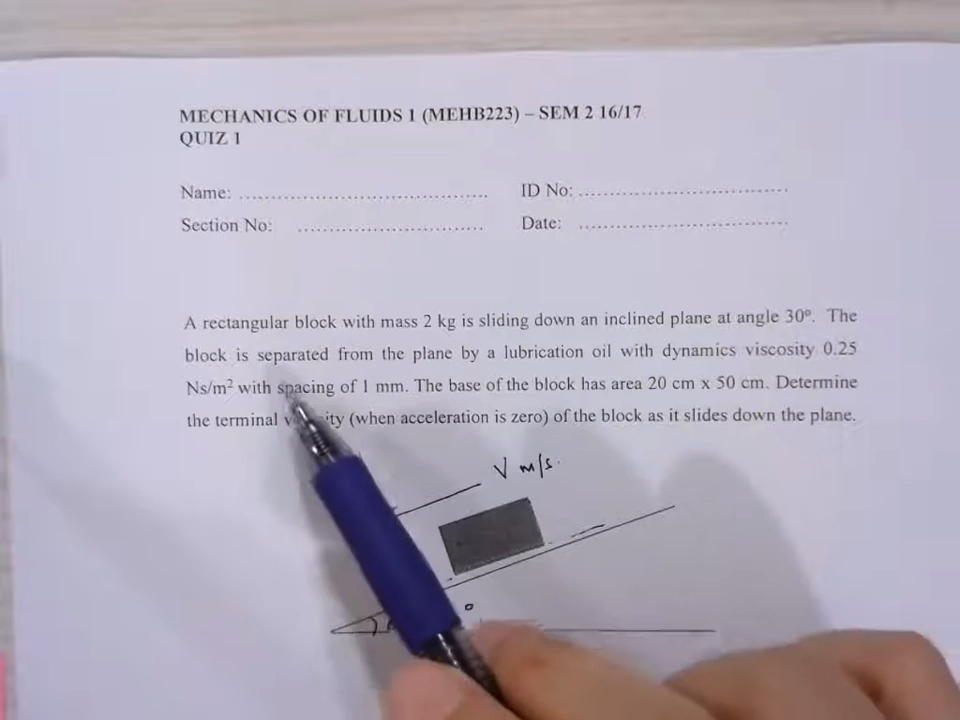 MECHANICS OF FLUIDS 1 (MEHB223) – SEM 2 16/17
QUIZ 1
Name: ........................................ ID No: ..................................
Section No: .............................. Date: ..................................
A rectangular block with mass 2 kg is sliding down an inclined plane at angle 30°. The
block is separated from the plane by a lubrication oil with dynamics viscosity 0.25
Ns/m² with spacing of 1 mm. The base of the block has area 20 cm x 50 cm. Determine
the terminal (when acceleration is zero) of the block as it slides down the plane.
V m/s.